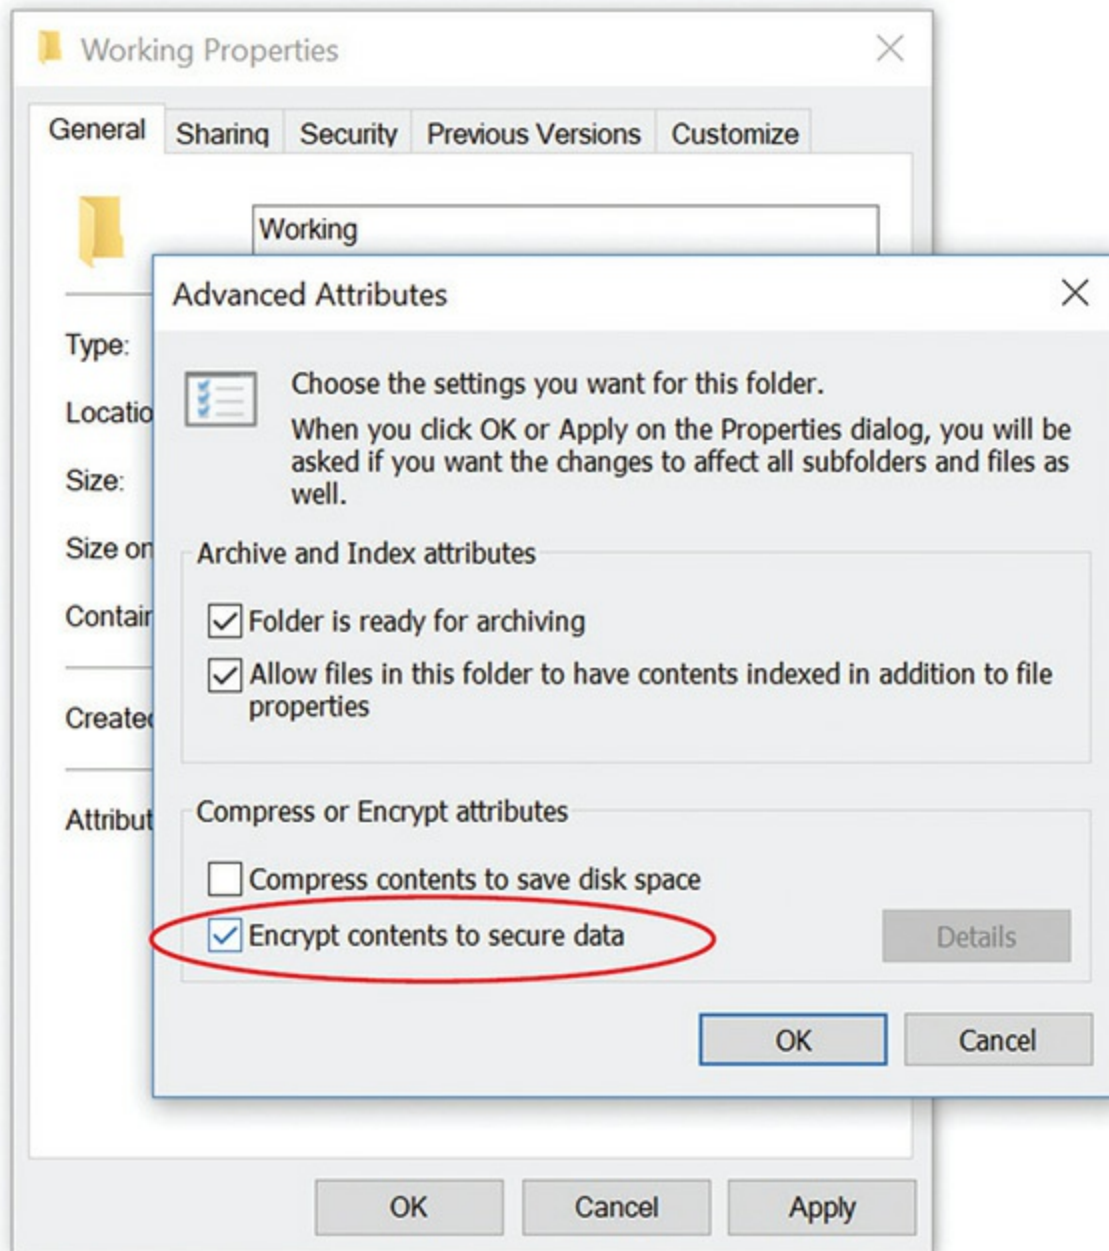 Working Properties
General Sharing Security Previous Versions Customize
Working
Advanced Attributes
Type:
Choose the settings you want for this folder.
Locatio
When you click OK or Apply on the Properties dialog, you will be
asked if you want the changes to affect all subfolders and files as
well.
Size:
Size on
Archive and Index attributes
Contair
Folder is ready for archiving
Allow files in this folder to have contents indexed in addition to file
properties
Created
Attribut
Compress or Encrypt attributes
Compress contents to save disk space
Encrypt contents to secure data
Details
OK Cancel
OK Cancel Apply